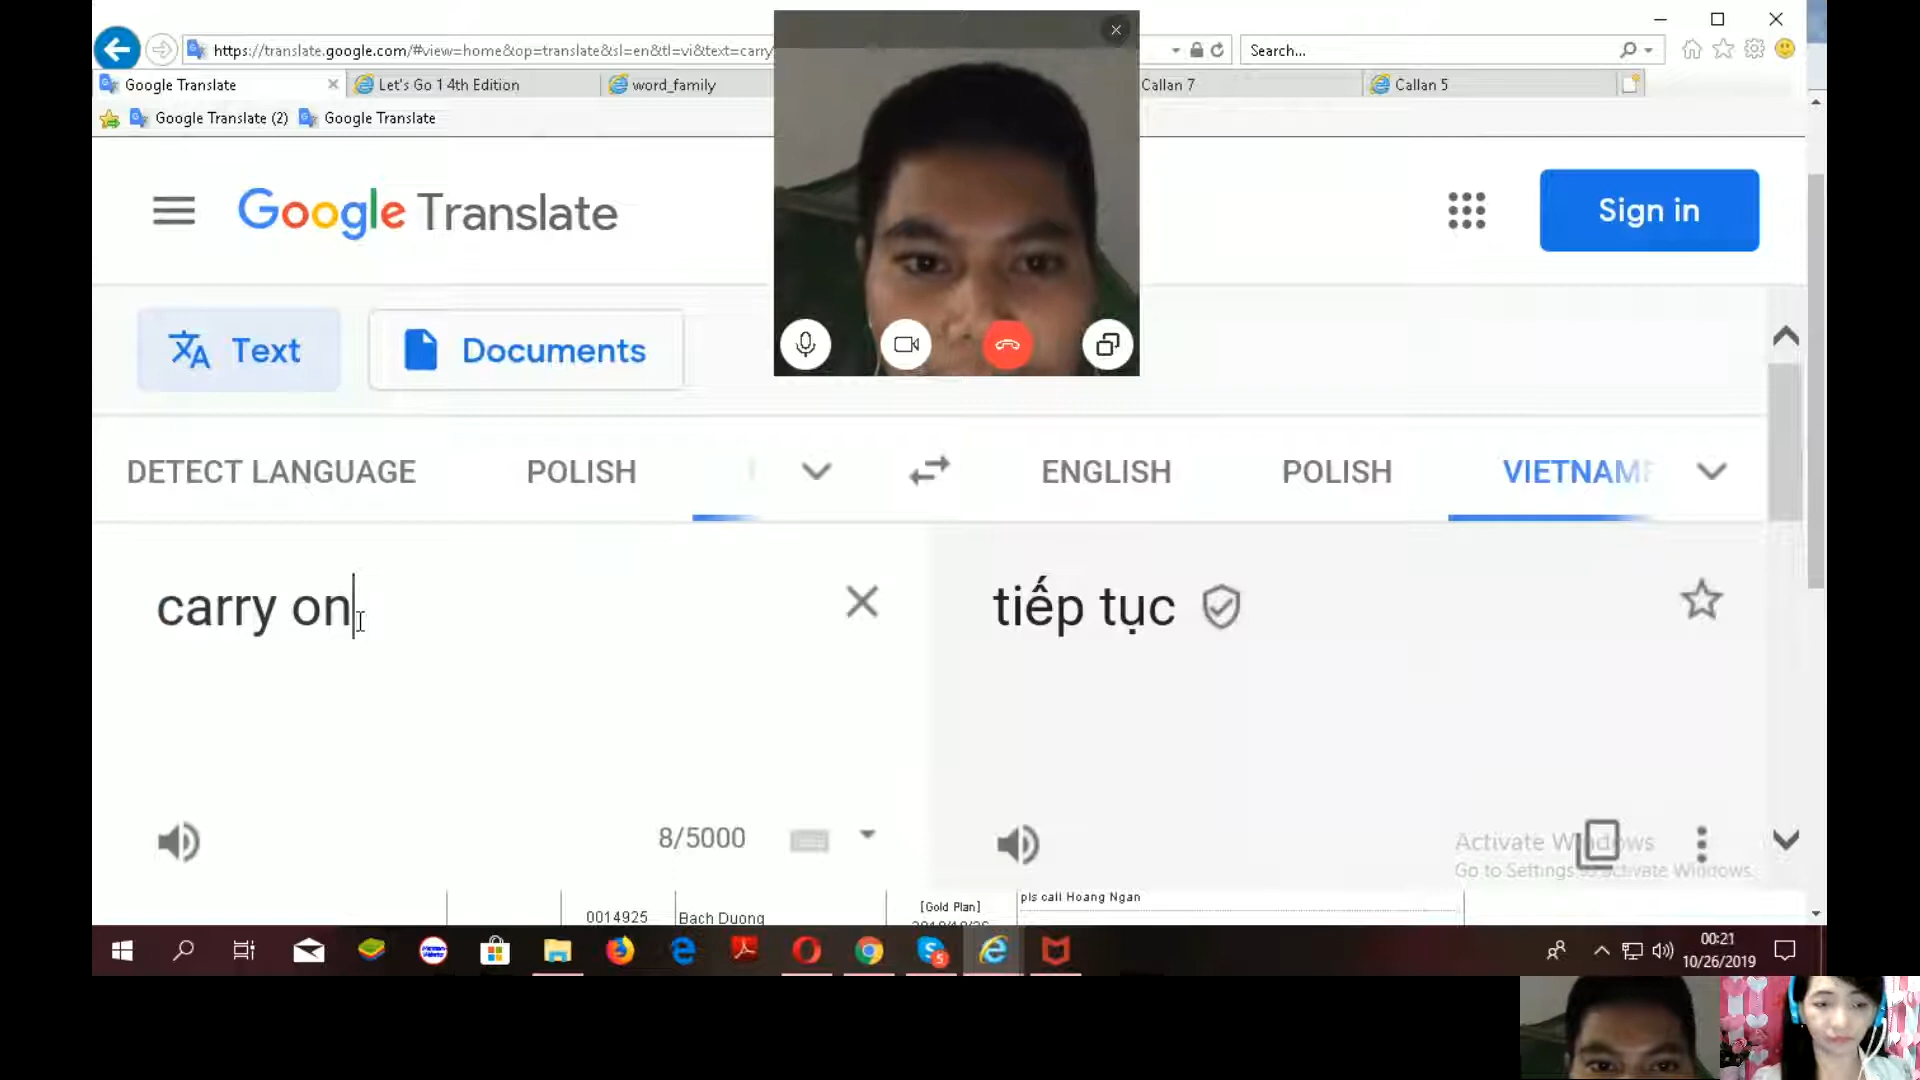 https://translate.google.com/#view=home&op=translate&sl=en&tl=vi&text=carry
Search...
Google Translate
Let's Go 1 4th Edition
word_family
Callan 7
Callan 5
Google Translate (2)
Google Translate
Google Translate
Sign in
Text
Documents
DETECT LANGUAGE
POLISH
ENGLISH
POLISH
VIETNAM
carry on
tiếp tục
8/5000
Activate Windows
Go to Settings to activate Windows.
0014925
Bach Duong
[Gold Plan]
pls call Hoang Ngan
5
00:21
10/26/2019